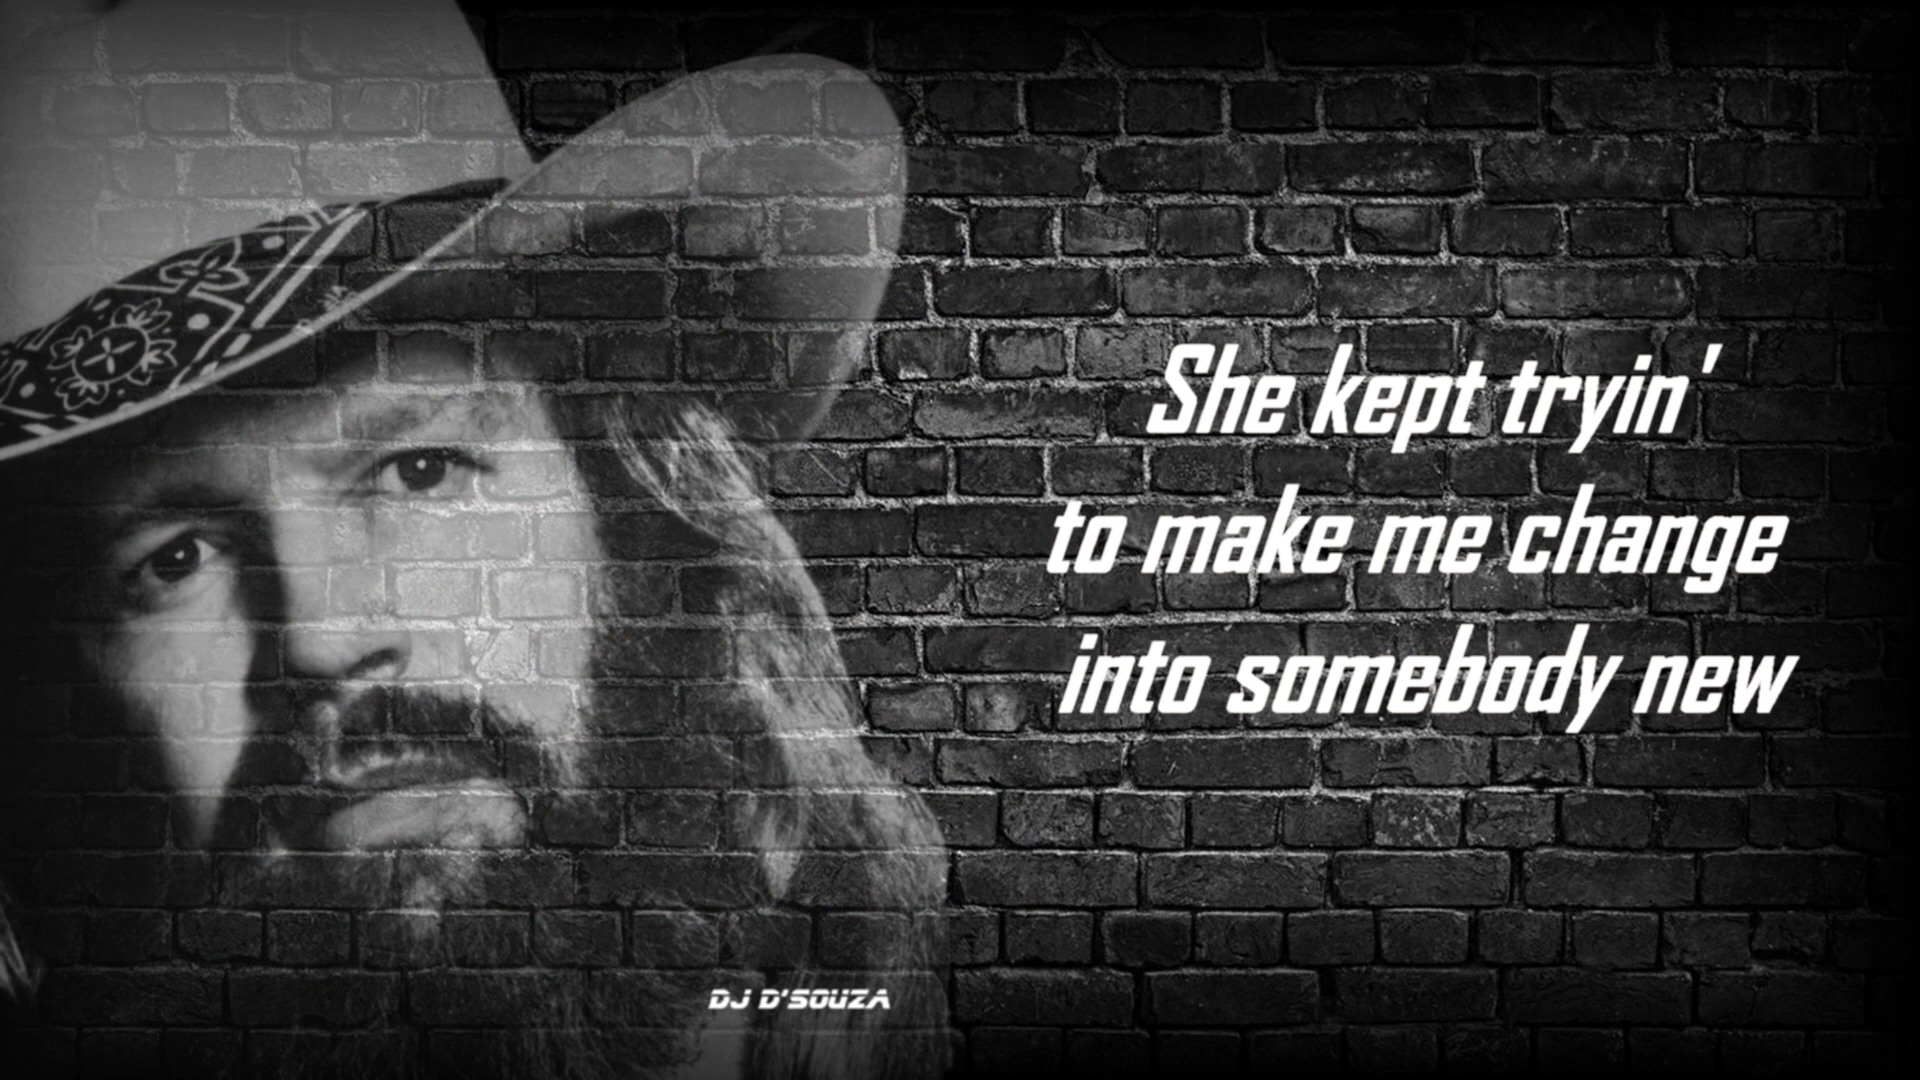 She kept tryin'
to make me change
into somebody new
DJ D'SOUZA